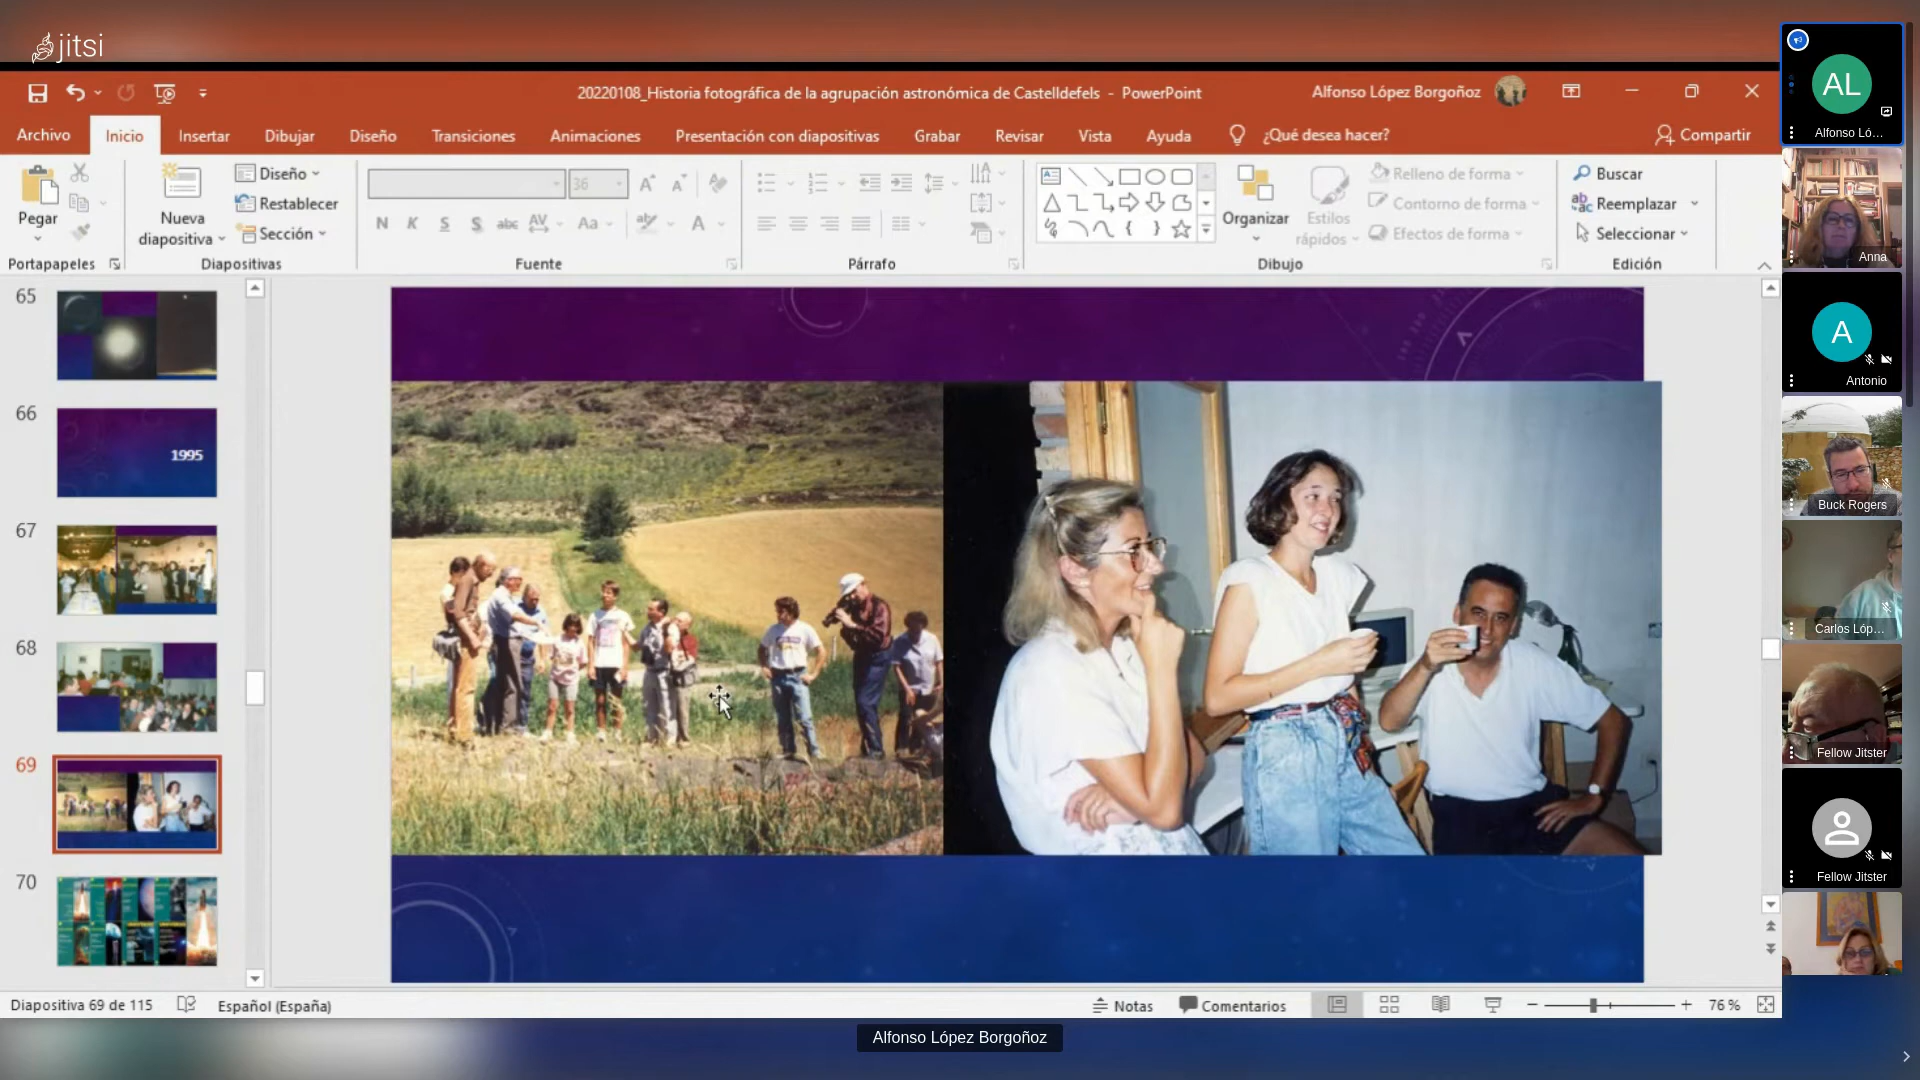 jitsi
20220108_Historia fotográfica de la agrupación astronómica de Castelldefels - PowerPoint
Alfonso López Borgoñoz
Archivo Inicio Insertar Dibujar Diseño Transiciones Animaciones Presentación con diapositivas Grabar Revisar Vista Ayuda ¿Qué desea hacer? Compartir
Pegar
Nueva diapositiva
Diseño
Restablecer
Sección
36
N K S S abc AV Aa A
Organizar
Estilos rápidos
Relleno de forma
Contorno de forma
Efectos de forma
Buscar
Reemplazar
Seleccionar
Portapapeles Diapositivas Fuente Párrafo Dibujo Edición
65
66
1995
67
68
69
70
Diapositiva 69 de 115 Español (España) Notas Comentarios 76 %
Alfonso López Borgoñoz
AL
Alfonso Ló...
Anna
A
Antonio
Buck Rogers
Carlos Lóp...
Fellow Jitster
Fellow Jitster